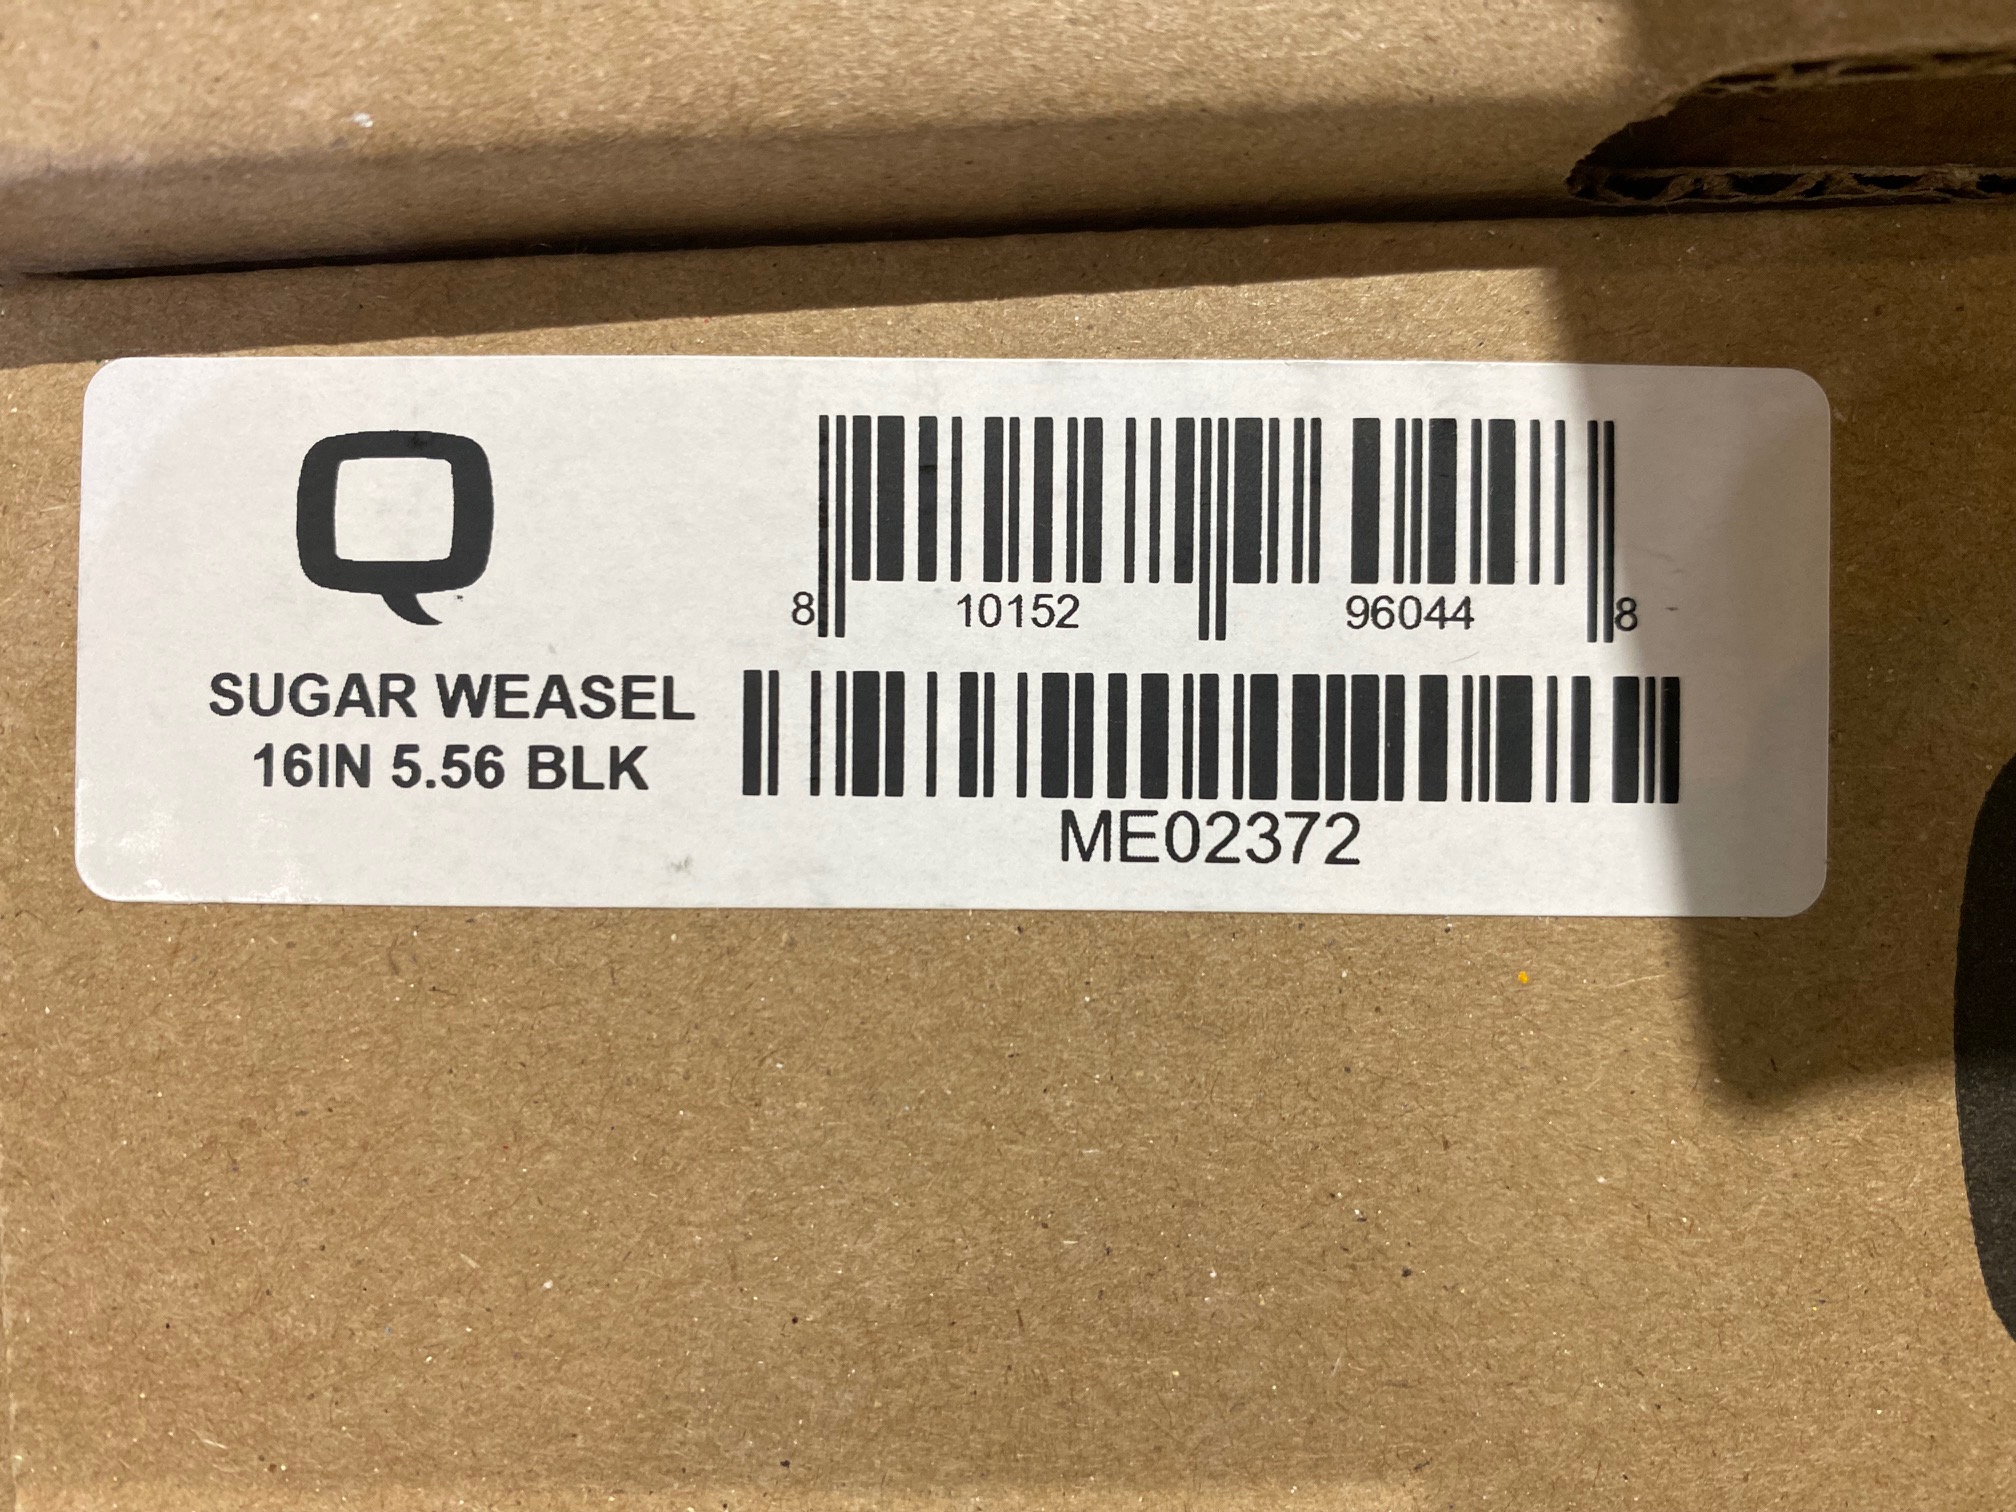 Q
SUGAR WEASEL
16IN 5.56 BLK
8 10152 96044 8
ME02372